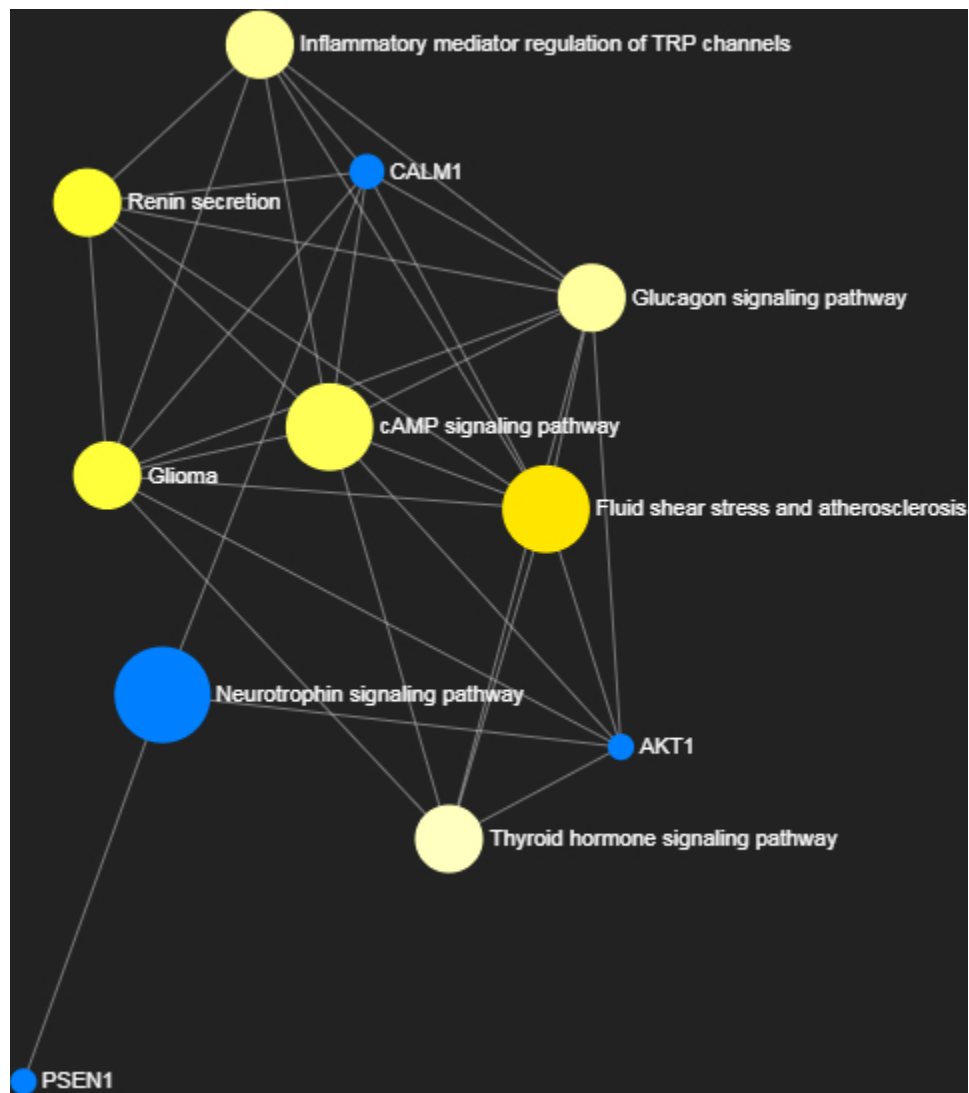 Inflammatory mediator regulation of TRP channels
CALM1
Renin secretion
Glucagon signaling pathway
cAMP signaling pathway
Glioma
Fluid shear stress and atherosclerosis
Neurotrophin signaling pathway
AKT1
Thyroid hormone signaling pathway
PSEN1